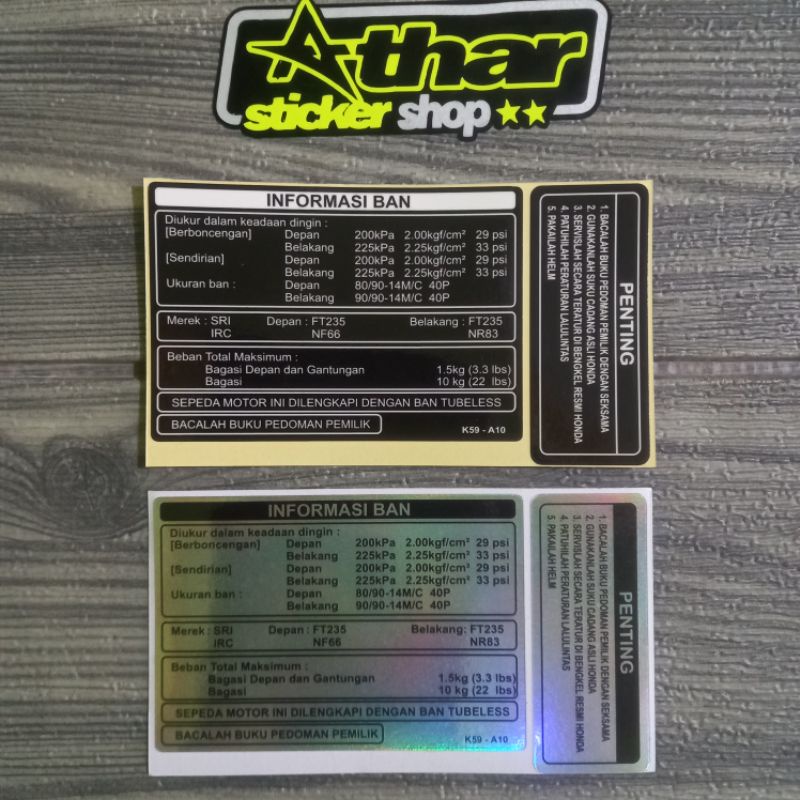 Athar
sticker shop
INFORMASI BAN
Diukur dalam keadaan dingin :
[Berboncengan] Depan 200kPa 2.00kgf/cm² 29 psi
Belakang 225kPa 2.25kgf/cm² 33 psi
[Sendirian] Depan 200kPa 2.00kgf/cm² 29 psi
Belakang 225kPa 2.25kgf/cm² 33 psi
Ukuran ban : Depan 80/90-14M/C 40P
Belakang 90/90-14M/C 40P
Merek : SRI Depan : FT235 Belakang : FT235
IRC NF66 NR83
Beban Total Maksimum :
Bagasi Depan dan Gantungan 1.5kg (3.3 lbs)
Bagasi 10 kg (22 lbs)
SEPEDA MOTOR INI DILENGKAPI DENGAN BAN TUBELESS
BACALAH BUKU PEDOMAN PEMILIK
K59 - A10
PENTING
1. BACALAH BUKU PEDOMAN PEMILIK DENGAN SEKSAMA
2. GUNAKANLAH SUKU CADANG ASLI HONDA
3. SERVISLAH SECARA TERATUR DI BENGKEL RESMI HONDA
4. PATUHILAH PERATURAN LALULINTAS
5. PAKAILAH HELM
INFORMASI BAN
Diukur dalam keadaan dingin :
[Berboncengan] Depan 200kPa 2.00kgf/cm² 29 psi
Belakang 225kPa 2.25kgf/cm² 33 psi
[Sendirian] Depan 200kPa 2.00kgf/cm² 29 psi
Belakang 225kPa 2.25kgf/cm² 33 psi
Ukuran ban : Depan 80/90-14M/C 40P
Belakang 90/90-14M/C 40P
Merek : SRI Depan : FT235 Belakang: FT235
IRC NF66 NR83
Beban Total Maksimum :
Bagasi Depan dan Gantungan 1.5kg (3.3 lbs)
Bagasi 10 kg (22 lbs)
SEPEDA MOTOR INI DILENGKAPI DENGAN BAN TUBELESS
BACALAH BUKU PEDOMAN PEMILIK
K59 - A10
PENTING
1. BACALAH BUKU PEDOMAN PEMILIK DENGAN SEKSAMA
2. GUNAKANLAH SUKU CADANG ASLI HONDA
3. SERVISLAH SECARA TERATUR DI BENGKEL RESMI HONDA
4. PATUHILAH PERATURAN LALULINTAS
5. PAKAILAH HELM